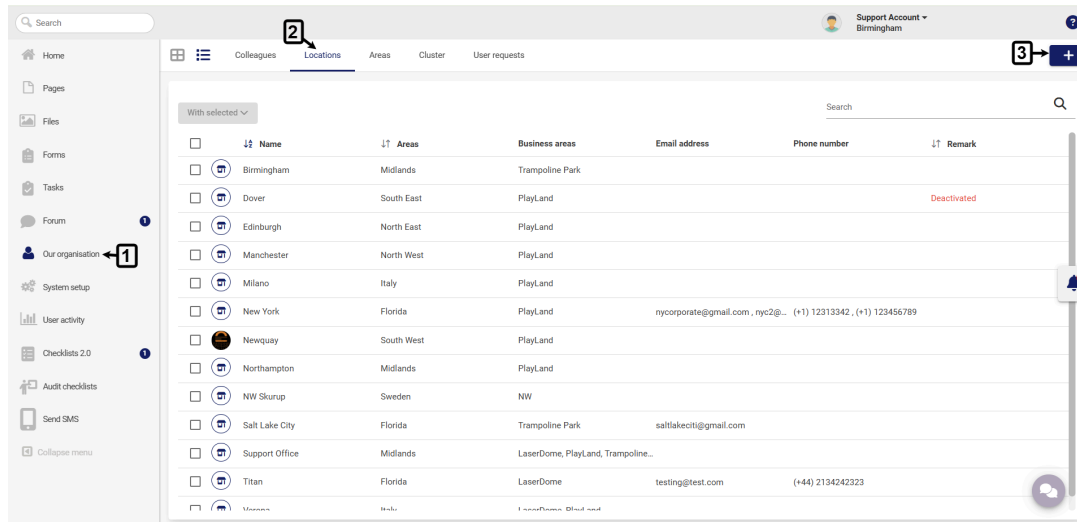 Search
Support Account
Birmingham
?
2
Home
Colleagues
Locations
Areas
Cluster
User requests
3
+
Pages
Files
Forms
Tasks
Forum
1
Our organisation
1
System setup
User activity
Checklists 2.0
1
Audit checklists
Send SMS
Collapse menu
With selected
Search
Name Areas Business areas Email address Phone number Remark
Birmingham Midlands Trampoline Park
Dover South East PlayLand Deactivated
Edinburgh North East PlayLand
Manchester North West PlayLand
Milano Italy PlayLand
New York Florida PlayLand nycorporate@gmail.com , nyc2@... (+1) 12313342 , (+1) 123456789
Newquay South West PlayLand
Northampton Midlands PlayLand
NW Skurup Sweden NW
Salt Lake City Florida Trampoline Park saltlakeciti@gmail.com
Support Office Midlands LaserDome, PlayLand, Trampoline...
Titan Florida LaserDome testing@test.com (+44) 2134242323
Verona Italy LaserDome, PlayLand